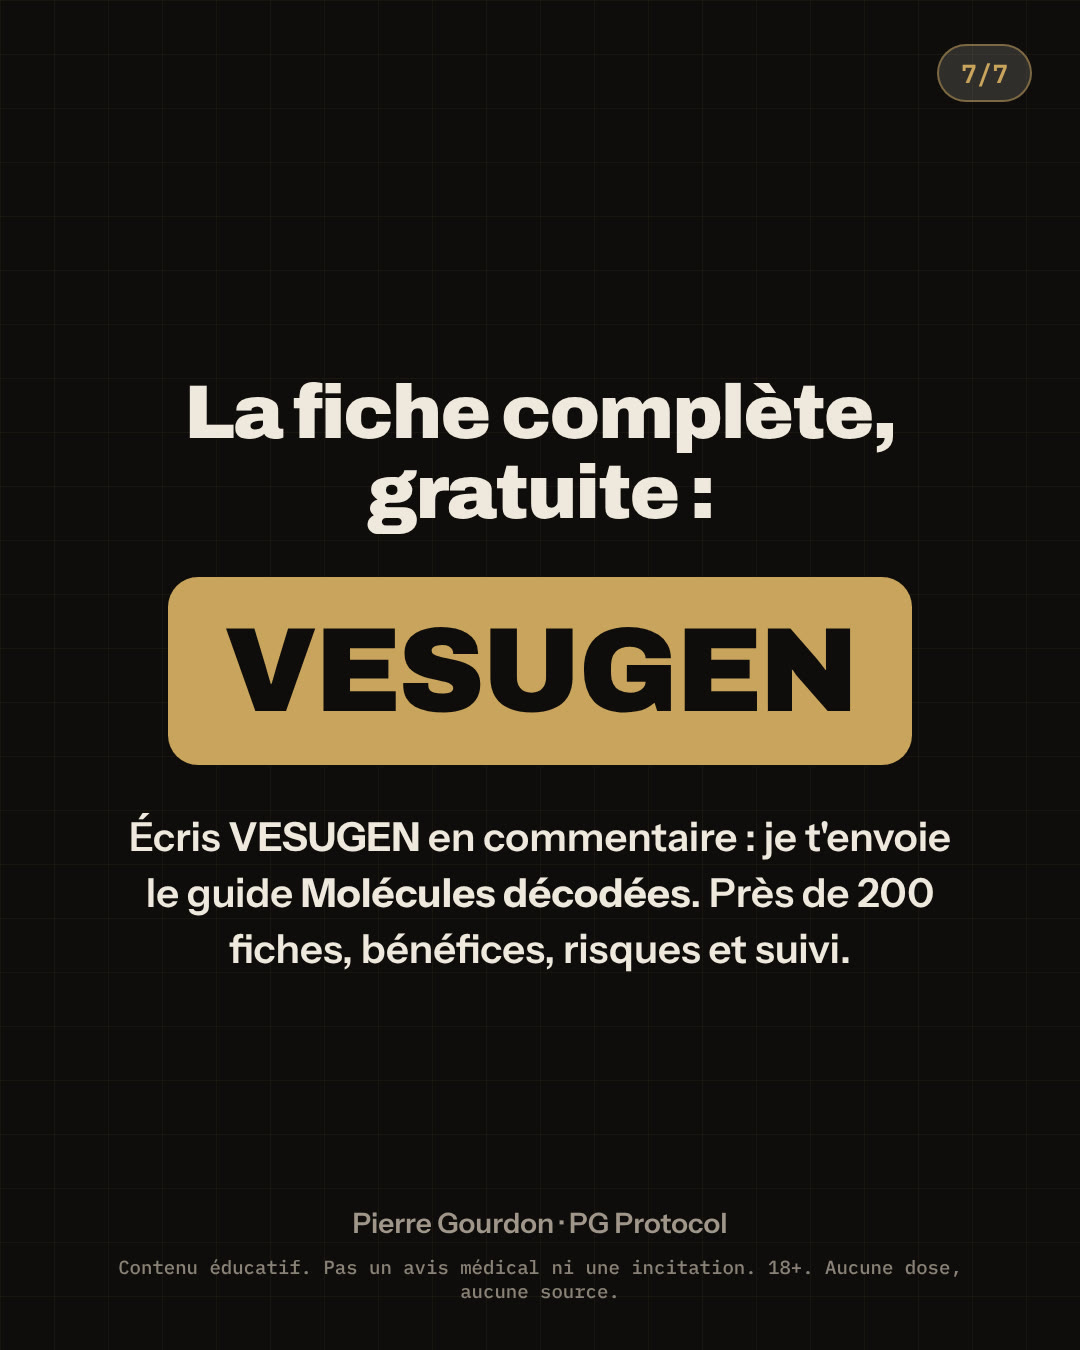 7/7
La fiche complète,
gratuite :
VESUGEN
Écris VESUGEN en commentaire : je t'envoie
le guide Molécules décodées. Près de 200
fiches, bénéfices, risques et suivi.
Pierre Gourdon · PG Protocol
Contenu éducatif. Pas un avis médical ni une incitation. 18+. Aucune dose,
aucune source.